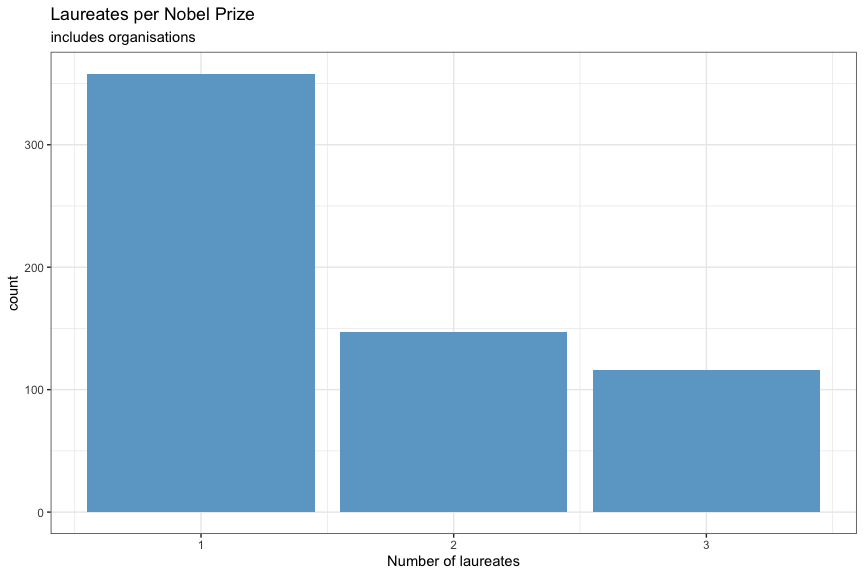 Laureates per Nobel Prize
includes organisations
count
300
200
100
0
1 2 3
Number of laureates